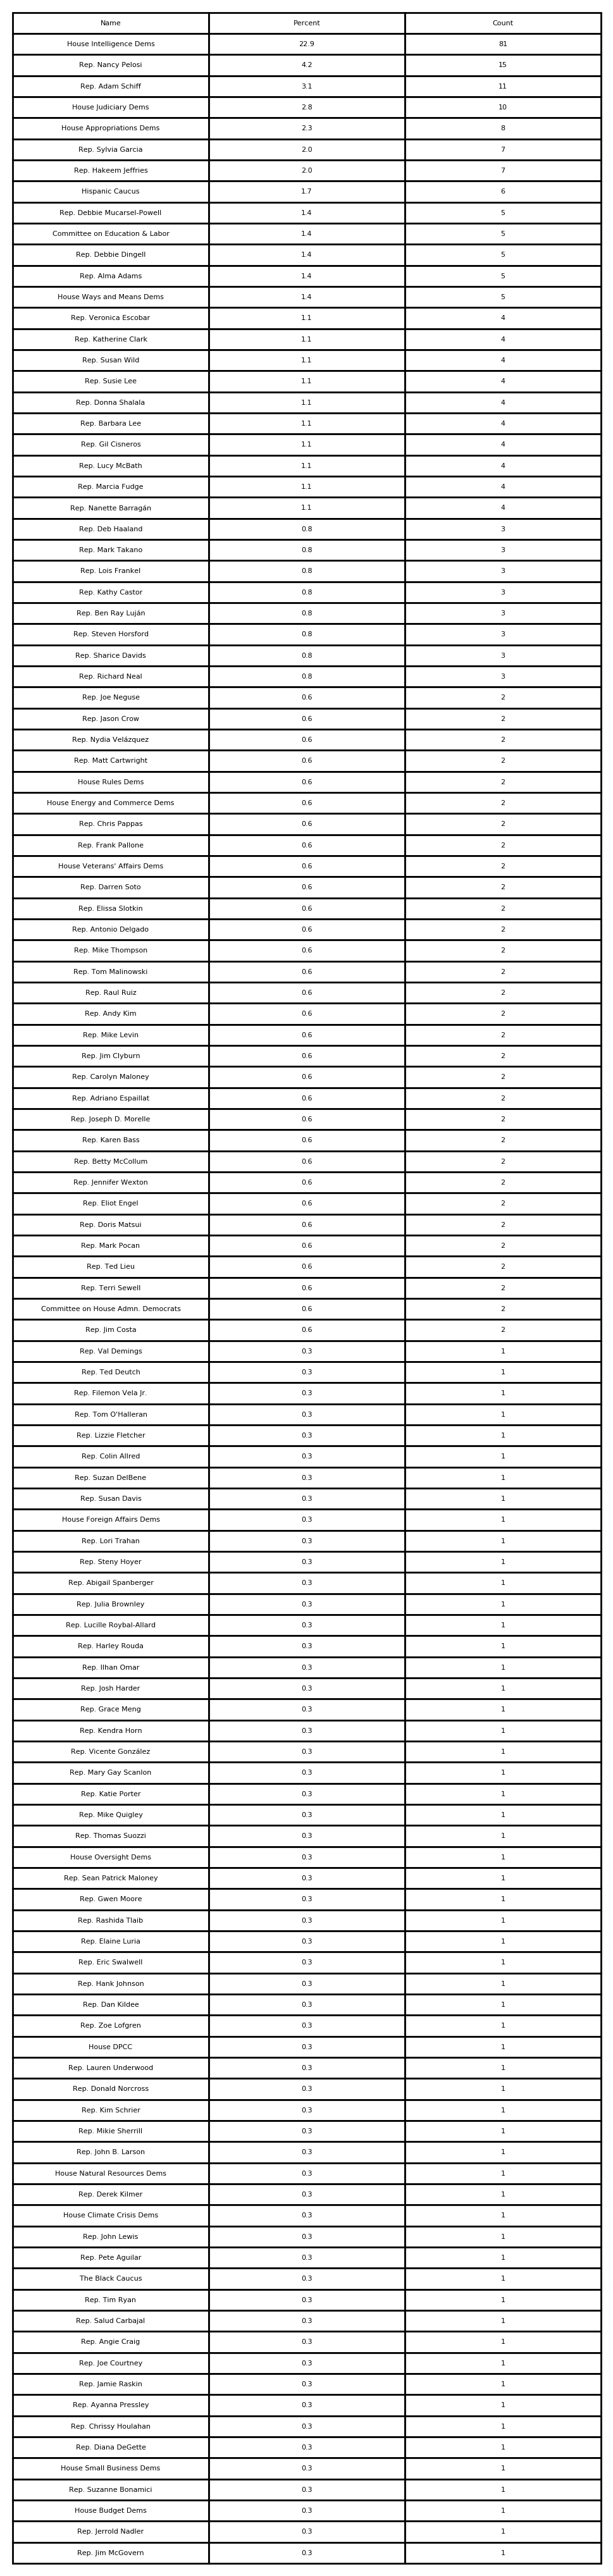 Name Percent Count
House Intelligence Dems 22.9 81
Rep. Nancy Pelosi 4.2 15
Rep. Adam Schiff 3.1 11
House Judiciary Dems 2.8 10
House Appropriations Dems 2.3 8
Rep. Sylvia Garcia 2.0 7
Rep. Hakeem Jeffries 2.0 7
Hispanic Caucus 1.7 6
Rep. Debbie Mucarsel-Powell 1.4 5
Committee on Education & Labor 1.4 5
Rep. Debbie Dingell 1.4 5
Rep. Alma Adams 1.4 5
House Ways and Means Dems 1.4 5
Rep. Veronica Escobar 1.1 4
Rep. Katherine Clark 1.1 4
Rep. Susan Wild 1.1 4
Rep. Susie Lee 1.1 4
Rep. Donna Shalala 1.1 4
Rep. Barbara Lee 1.1 4
Rep. Gil Cisneros 1.1 4
Rep. Lucy McBath 1.1 4
Rep. Marcia Fudge 1.1 4
Rep. Nanette Barragán 1.1 4
Rep. Deb Haaland 0.8 3
Rep. Mark Takano 0.8 3
Rep. Lois Frankel 0.8 3
Rep. Kathy Castor 0.8 3
Rep. Ben Ray Luján 0.8 3
Rep. Steven Horsford 0.8 3
Rep. Sharice Davids 0.8 3
Rep. Richard Neal 0.8 3
Rep. Joe Neguse 0.6 2
Rep. Jason Crow 0.6 2
Rep. Nydia Velázquez 0.6 2
Rep. Matt Cartwright 0.6 2
House Rules Dems 0.6 2
House Energy and Commerce Dems 0.6 2
Rep. Chris Pappas 0.6 2
Rep. Frank Pallone 0.6 2
House Veterans' Affairs Dems 0.6 2
Rep. Darren Soto 0.6 2
Rep. Elissa Slotkin 0.6 2
Rep. Antonio Delgado 0.6 2
Rep. Mike Thompson 0.6 2
Rep. Tom Malinowski 0.6 2
Rep. Raul Ruiz 0.6 2
Rep. Andy Kim 0.6 2
Rep. Mike Levin 0.6 2
Rep. Jim Clyburn 0.6 2
Rep. Carolyn Maloney 0.6 2
Rep. Adriano Espaillat 0.6 2
Rep. Joseph D. Morelle 0.6 2
Rep. Karen Bass 0.6 2
Rep. Betty McCollum 0.6 2
Rep. Jennifer Wexton 0.6 2
Rep. Eliot Engel 0.6 2
Rep. Doris Matsui 0.6 2
Rep. Mark Pocan 0.6 2
Rep. Ted Lieu 0.6 2
Rep. Terri Sewell 0.6 2
Committee on House Admn. Democrats 0.6 2
Rep. Jim Costa 0.6 2
Rep. Val Demings 0.3 1
Rep. Ted Deutch 0.3 1
Rep. Filemon Vela Jr. 0.3 1
Rep. Tom O'Halleran 0.3 1
Rep. Lizzie Fletcher 0.3 1
Rep. Colin Allred 0.3 1
Rep. Suzan DelBene 0.3 1
Rep. Susan Davis 0.3 1
House Foreign Affairs Dems 0.3 1
Rep. Lori Trahan 0.3 1
Rep. Steny Hoyer 0.3 1
Rep. Abigail Spanberger 0.3 1
Rep. Julia Brownley 0.3 1
Rep. Lucille Roybal-Allard 0.3 1
Rep. Harley Rouda 0.3 1
Rep. Ilhan Omar 0.3 1
Rep. Josh Harder 0.3 1
Rep. Grace Meng 0.3 1
Rep. Kendra Horn 0.3 1
Rep. Vicente González 0.3 1
Rep. Mary Gay Scanlon 0.3 1
Rep. Katie Porter 0.3 1
Rep. Mike Quigley 0.3 1
Rep. Thomas Suozzi 0.3 1
House Oversight Dems 0.3 1
Rep. Sean Patrick Maloney 0.3 1
Rep. Gwen Moore 0.3 1
Rep. Rashida Tlaib 0.3 1
Rep. Elaine Luria 0.3 1
Rep. Eric Swalwell 0.3 1
Rep. Hank Johnson 0.3 1
Rep. Dan Kildee 0.3 1
Rep. Zoe Lofgren 0.3 1
House DPCC 0.3 1
Rep. Lauren Underwood 0.3 1
Rep. Donald Norcross 0.3 1
Rep. Kim Schrier 0.3 1
Rep. Mikie Sherrill 0.3 1
Rep. John B. Larson 0.3 1
House Natural Resources Dems 0.3 1
Rep. Derek Kilmer 0.3 1
House Climate Crisis Dems 0.3 1
Rep. John Lewis 0.3 1
Rep. Pete Aguilar 0.3 1
The Black Caucus 0.3 1
Rep. Tim Ryan 0.3 1
Rep. Salud Carbajal 0.3 1
Rep. Angie Craig 0.3 1
Rep. Joe Courtney 0.3 1
Rep. Jamie Raskin 0.3 1
Rep. Ayanna Pressley 0.3 1
Rep. Chrissy Houlahan 0.3 1
Rep. Diana DeGette 0.3 1
House Small Business Dems 0.3 1
Rep. Suzanne Bonamici 0.3 1
House Budget Dems 0.3 1
Rep. Jerrold Nadler 0.3 1
Rep. Jim McGovern 0.3 1